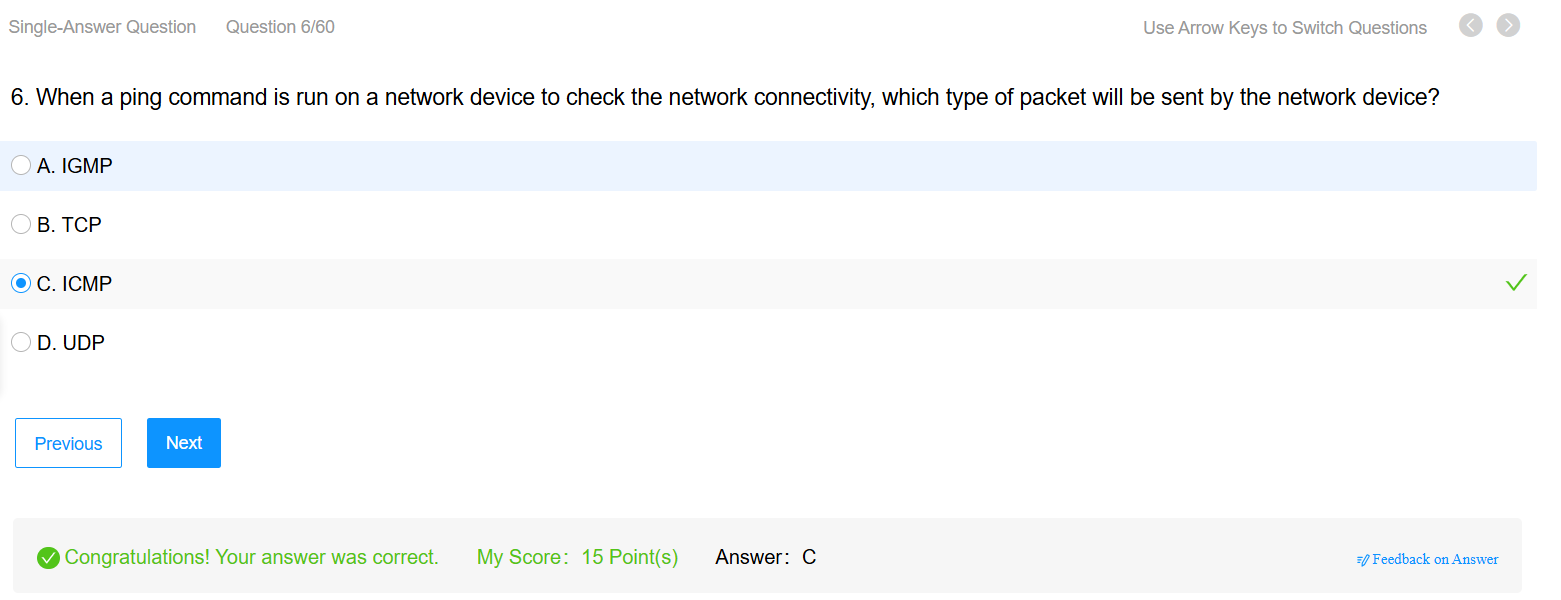 Single-Answer Question Question 6/60 Use Arrow Keys to Switch Questions
6. When a ping command is run on a network device to check the network connectivity, which type of packet will be sent by the network device?
A. IGMP
B. TCP
C. ICMP
D. UDP
Previous Next
Congratulations! Your answer was correct. My Score： 15 Point(s) Answer： C Feedback on Answer